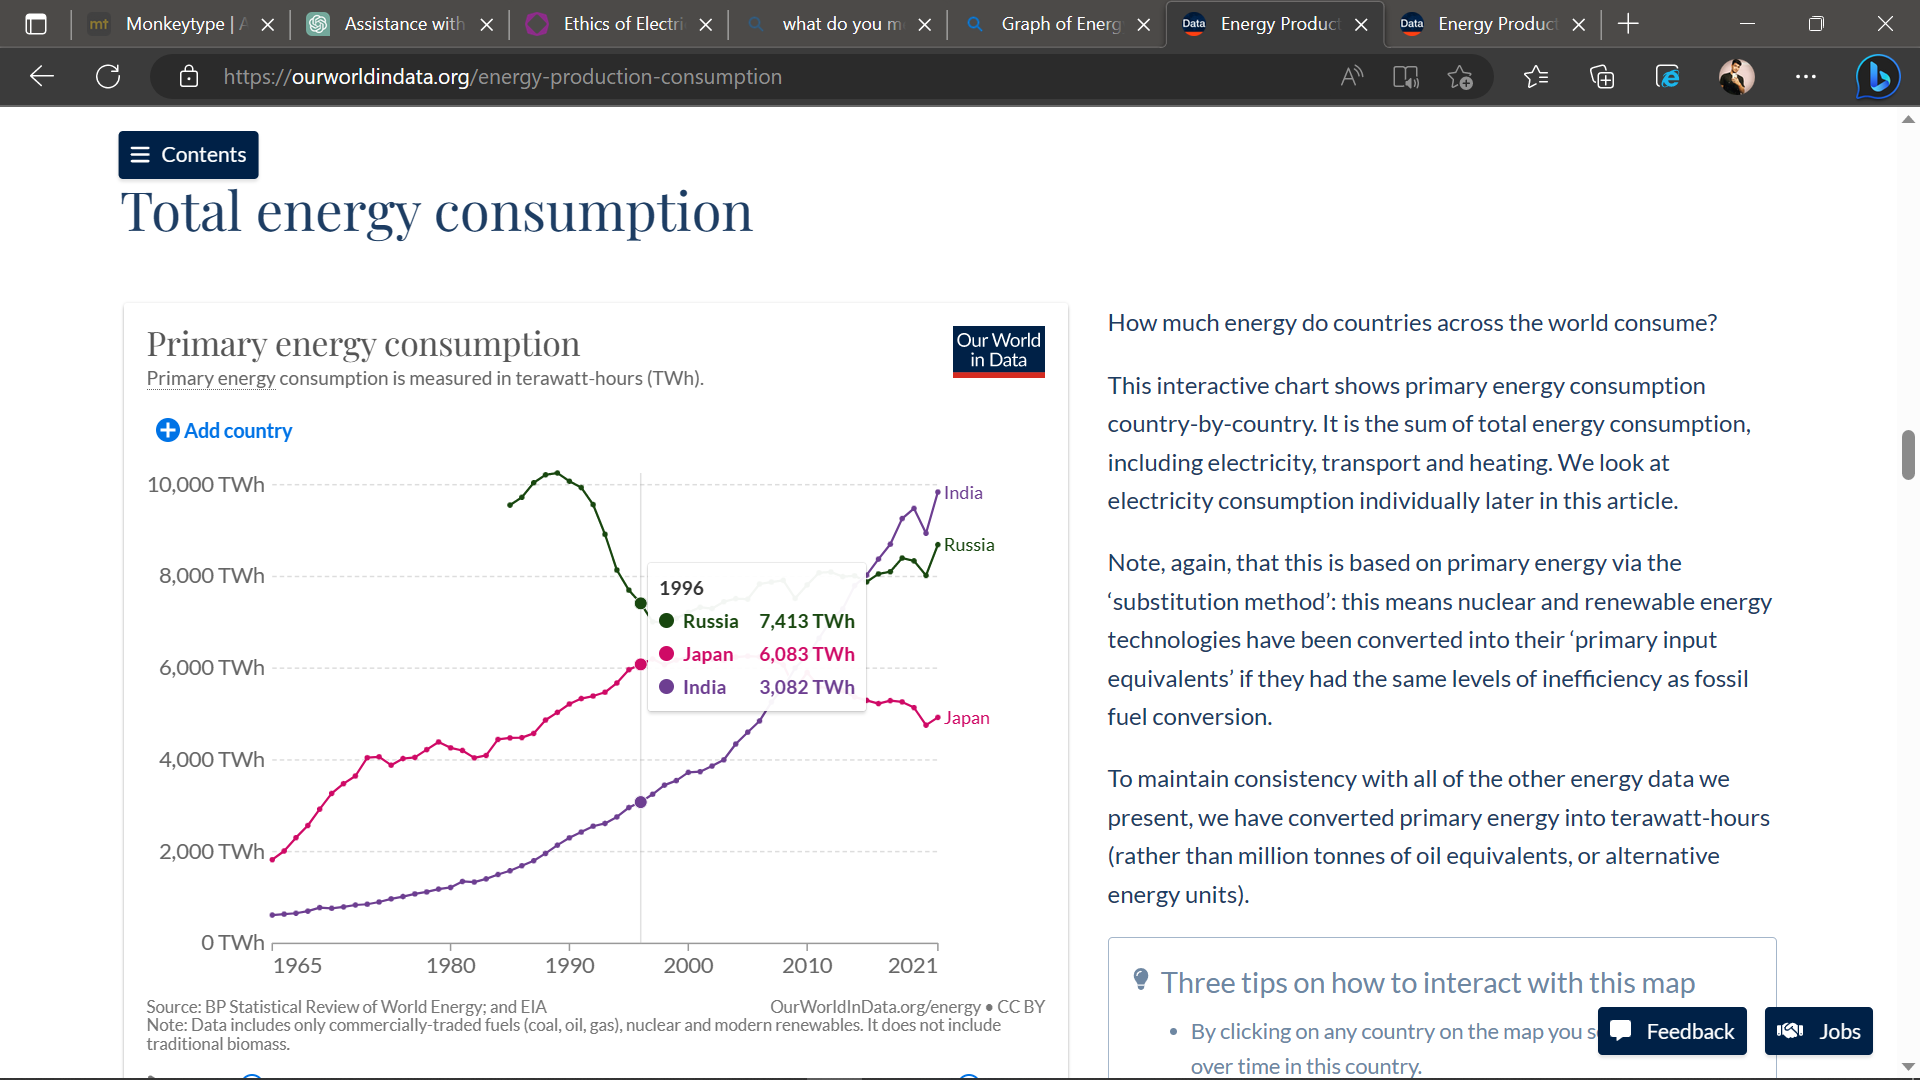 mt Monkeytype | A
Assistance with
Ethics of Electri
what do you m
Graph of Energ
Data Energy Product
Data Energy Product
https://ourworldindata.org/energy-production-consumption
Contents
Total energy consumption
Primary energy consumption
Primary energy consumption is measured in terawatt-hours (TWh).
Our World
in Data
Add country
10,000 TWh
8,000 TWh
6,000 TWh
4,000 TWh
2,000 TWh
0 TWh
1965
1980
1990
2000
2010
2021
India
Russia
Japan
1996
Russia 7,413 TWh
Japan 6,083 TWh
India 3,082 TWh
Source: BP Statistical Review of World Energy; and EIA
OurWorldInData.org/energy • CC BY
Note: Data includes only commercially-traded fuels (coal, oil, gas), nuclear and modern renewables. It does not include
traditional biomass.
How much energy do countries across the world consume?
This interactive chart shows primary energy consumption
country-by-country. It is the sum of total energy consumption,
including electricity, transport and heating. We look at
electricity consumption individually later in this article.
Note, again, that this is based on primary energy via the
‘substitution method’: this means nuclear and renewable energy
technologies have been converted into their ‘primary input
equivalents’ if they had the same levels of inefficiency as fossil
fuel conversion.
To maintain consistency with all of the other energy data we
present, we have converted primary energy into terawatt-hours
(rather than million tonnes of oil equivalents, or alternative
energy units).
Three tips on how to interact with this map
• By clicking on any country on the map you s
over time in this country.
Feedback
Jobs